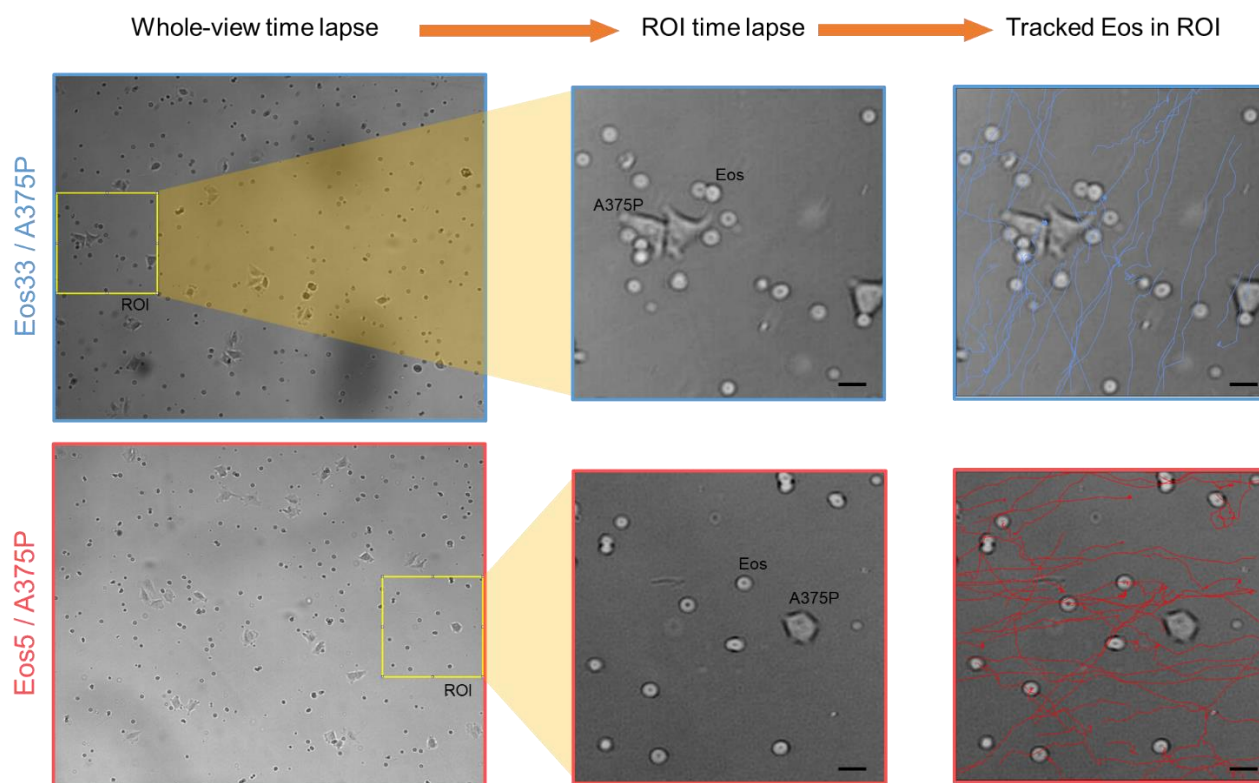 Whole-view time lapse
ROI time lapse
Tracked Eos in ROI
Eos33 / A375P
ROI
Eos
A375P
Eos5 / A375P
ROI
Eos
A375P